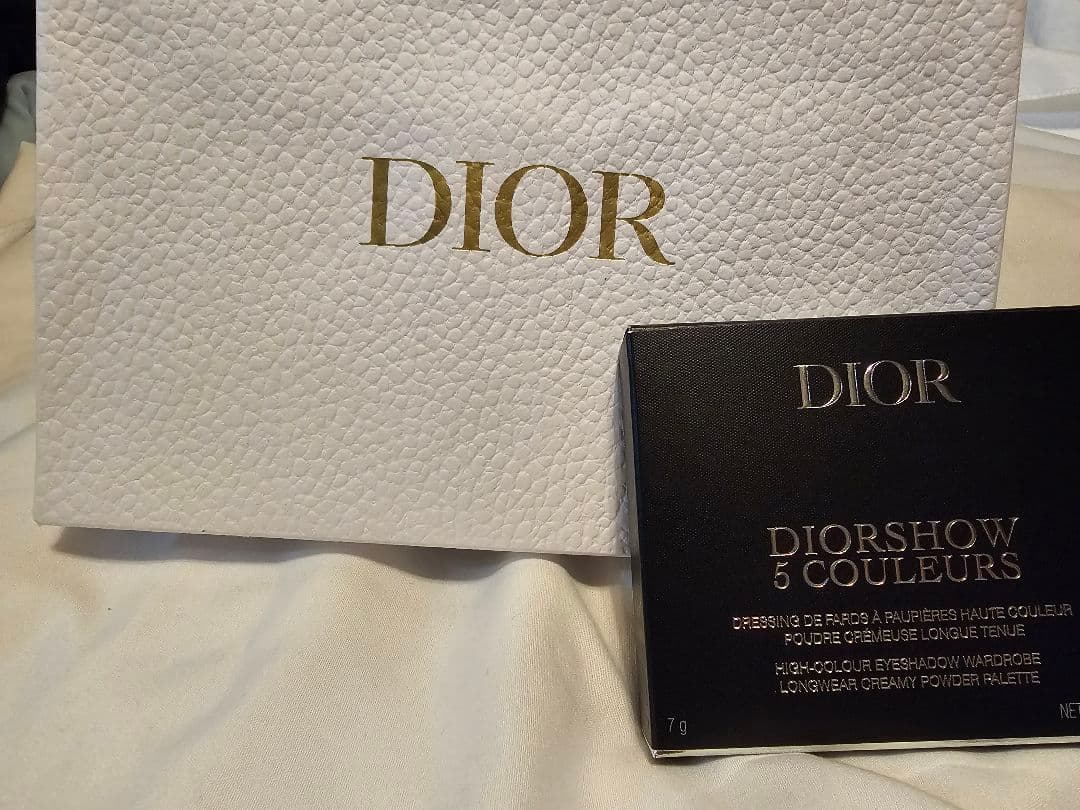 DIOR
DIOR
DIORSHOW
5 COULEURS
DRESSING DE FARDS À PAUPIÈRES HAUTE COULEUR
POUDRE CRÉMEUSE LONGUE TENUE
HIGH-COLOUR EYESHADOW WARDROBE
LONGWEAR CREAMY POWDER PALETTE
7 g
NET